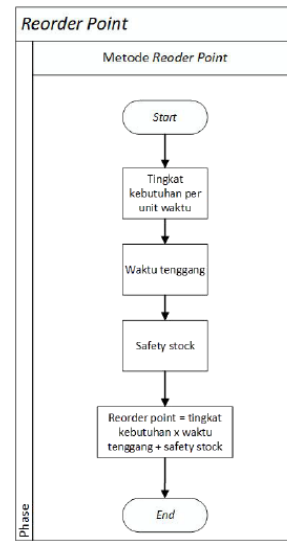 Reorder Point
Metode Reoder Point
Start
Tingkat
kebutuhan per
unit waktu
Waktu tenggang
Safety stock
Reorder point = tingkat
kebutuhan x waktu
tenggang + safety stock
End
Phase